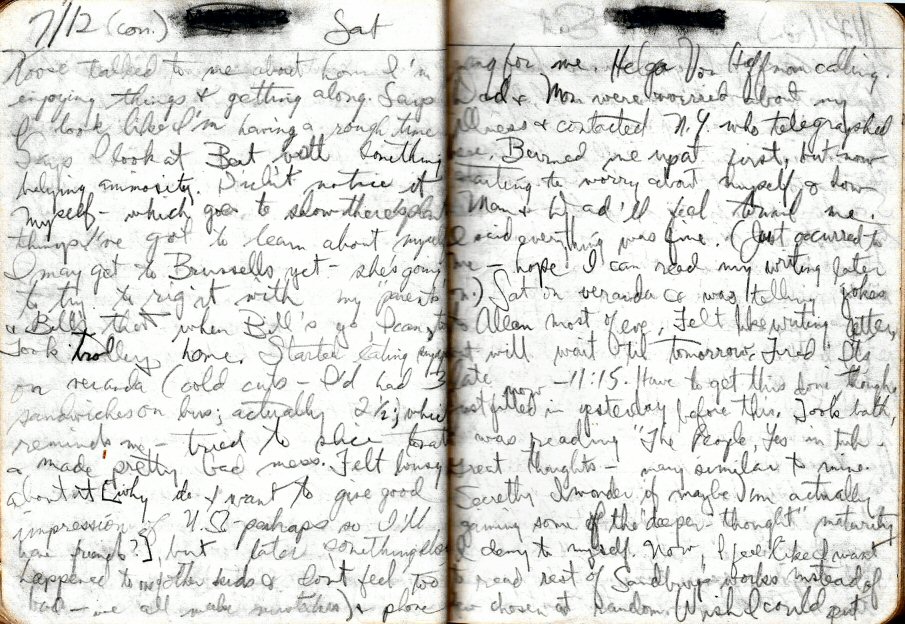 7/12 (con.) Sat
Roose talked to me about how I'm
enjoying things & getting along. Says
I look like I'm having a rough time
Says I look at Bert with something
helying animosity. Didn't notice it
myself - which goes to show there's plen
things I've got to learn about myself
I may get to Brussells yet - she's going
to try to rig it with my "parents
& Bill's that when Bill's go I can, to
Took trolley home. Started eating supper
on veranda (cold cuts - I'd had 3
sandwiches on bus; actually 2 ½; which
reminds me - tried to slice tomato
& made pretty bad mess. Felt lousy
about it [why do I want to give good
impression of U.S. - perhaps so I'll
have friends?], but later something else
happened to other kids & don't feel too
bad - we all make mistakes) & phone
rang for me. Helga Von Hoffman calling.
Dad & Mom were worried about my
illness & contacted N.Y. who telegraphed
here. Burned me up at first, but now
starting to worry about myself & how
Mom & Dad'll feel toward me.
I said everything was fine. (Just occurred to
me - hope I can read my writing later
on.) Sat on veranda & was telling jokes
to Allan most of eve. Felt like writing letter,
but will wait 'til tomorrow. Tired. It's
late now - 11:15. Have to get this done though,
just filled in yesterday before this. Took bath,
& was reading "The People, Yes" in tub.
Great thoughts - many similar to mine.
Secretly I wonder if maybe I'm actually
gaining some of the "deeper-thought" maturity
I deny to myself. Now, I feel like I want
to read rest of Sandburg's works instead of
few chosen at random. Wish I could put